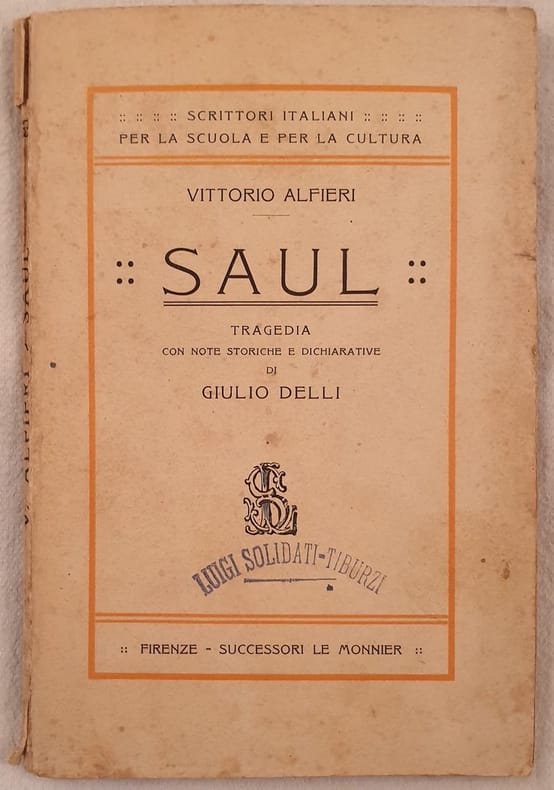 :: :: :: :: SCRITTORI ITALIANI :: :: :: ::
PER LA SCUOLA E PER LA CULTURA
VITTORIO ALFIERI
:: SAUL ::
TRAGEDIA
CON NOTE STORICHE E DICHIARATIVE
DI
GIULIO DELLI
LUIGI SOLIDATI-TIBURZI
:: FIRENZE - SUCCESSORI LE MONNIER ::